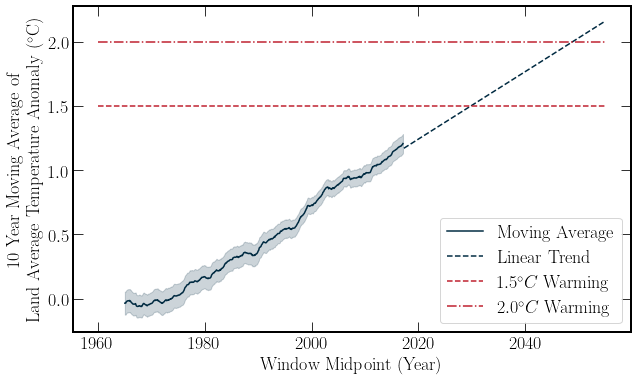 10 Year Moving Average of
Land Average Temperature Anomaly (°C)
2.0
1.5
1.0
0.5
0.0
Moving Average
Linear Trend
1.5°C Warming
2.0°C Warming
1960 1980 2000 2020 2040
Window Midpoint (Year)